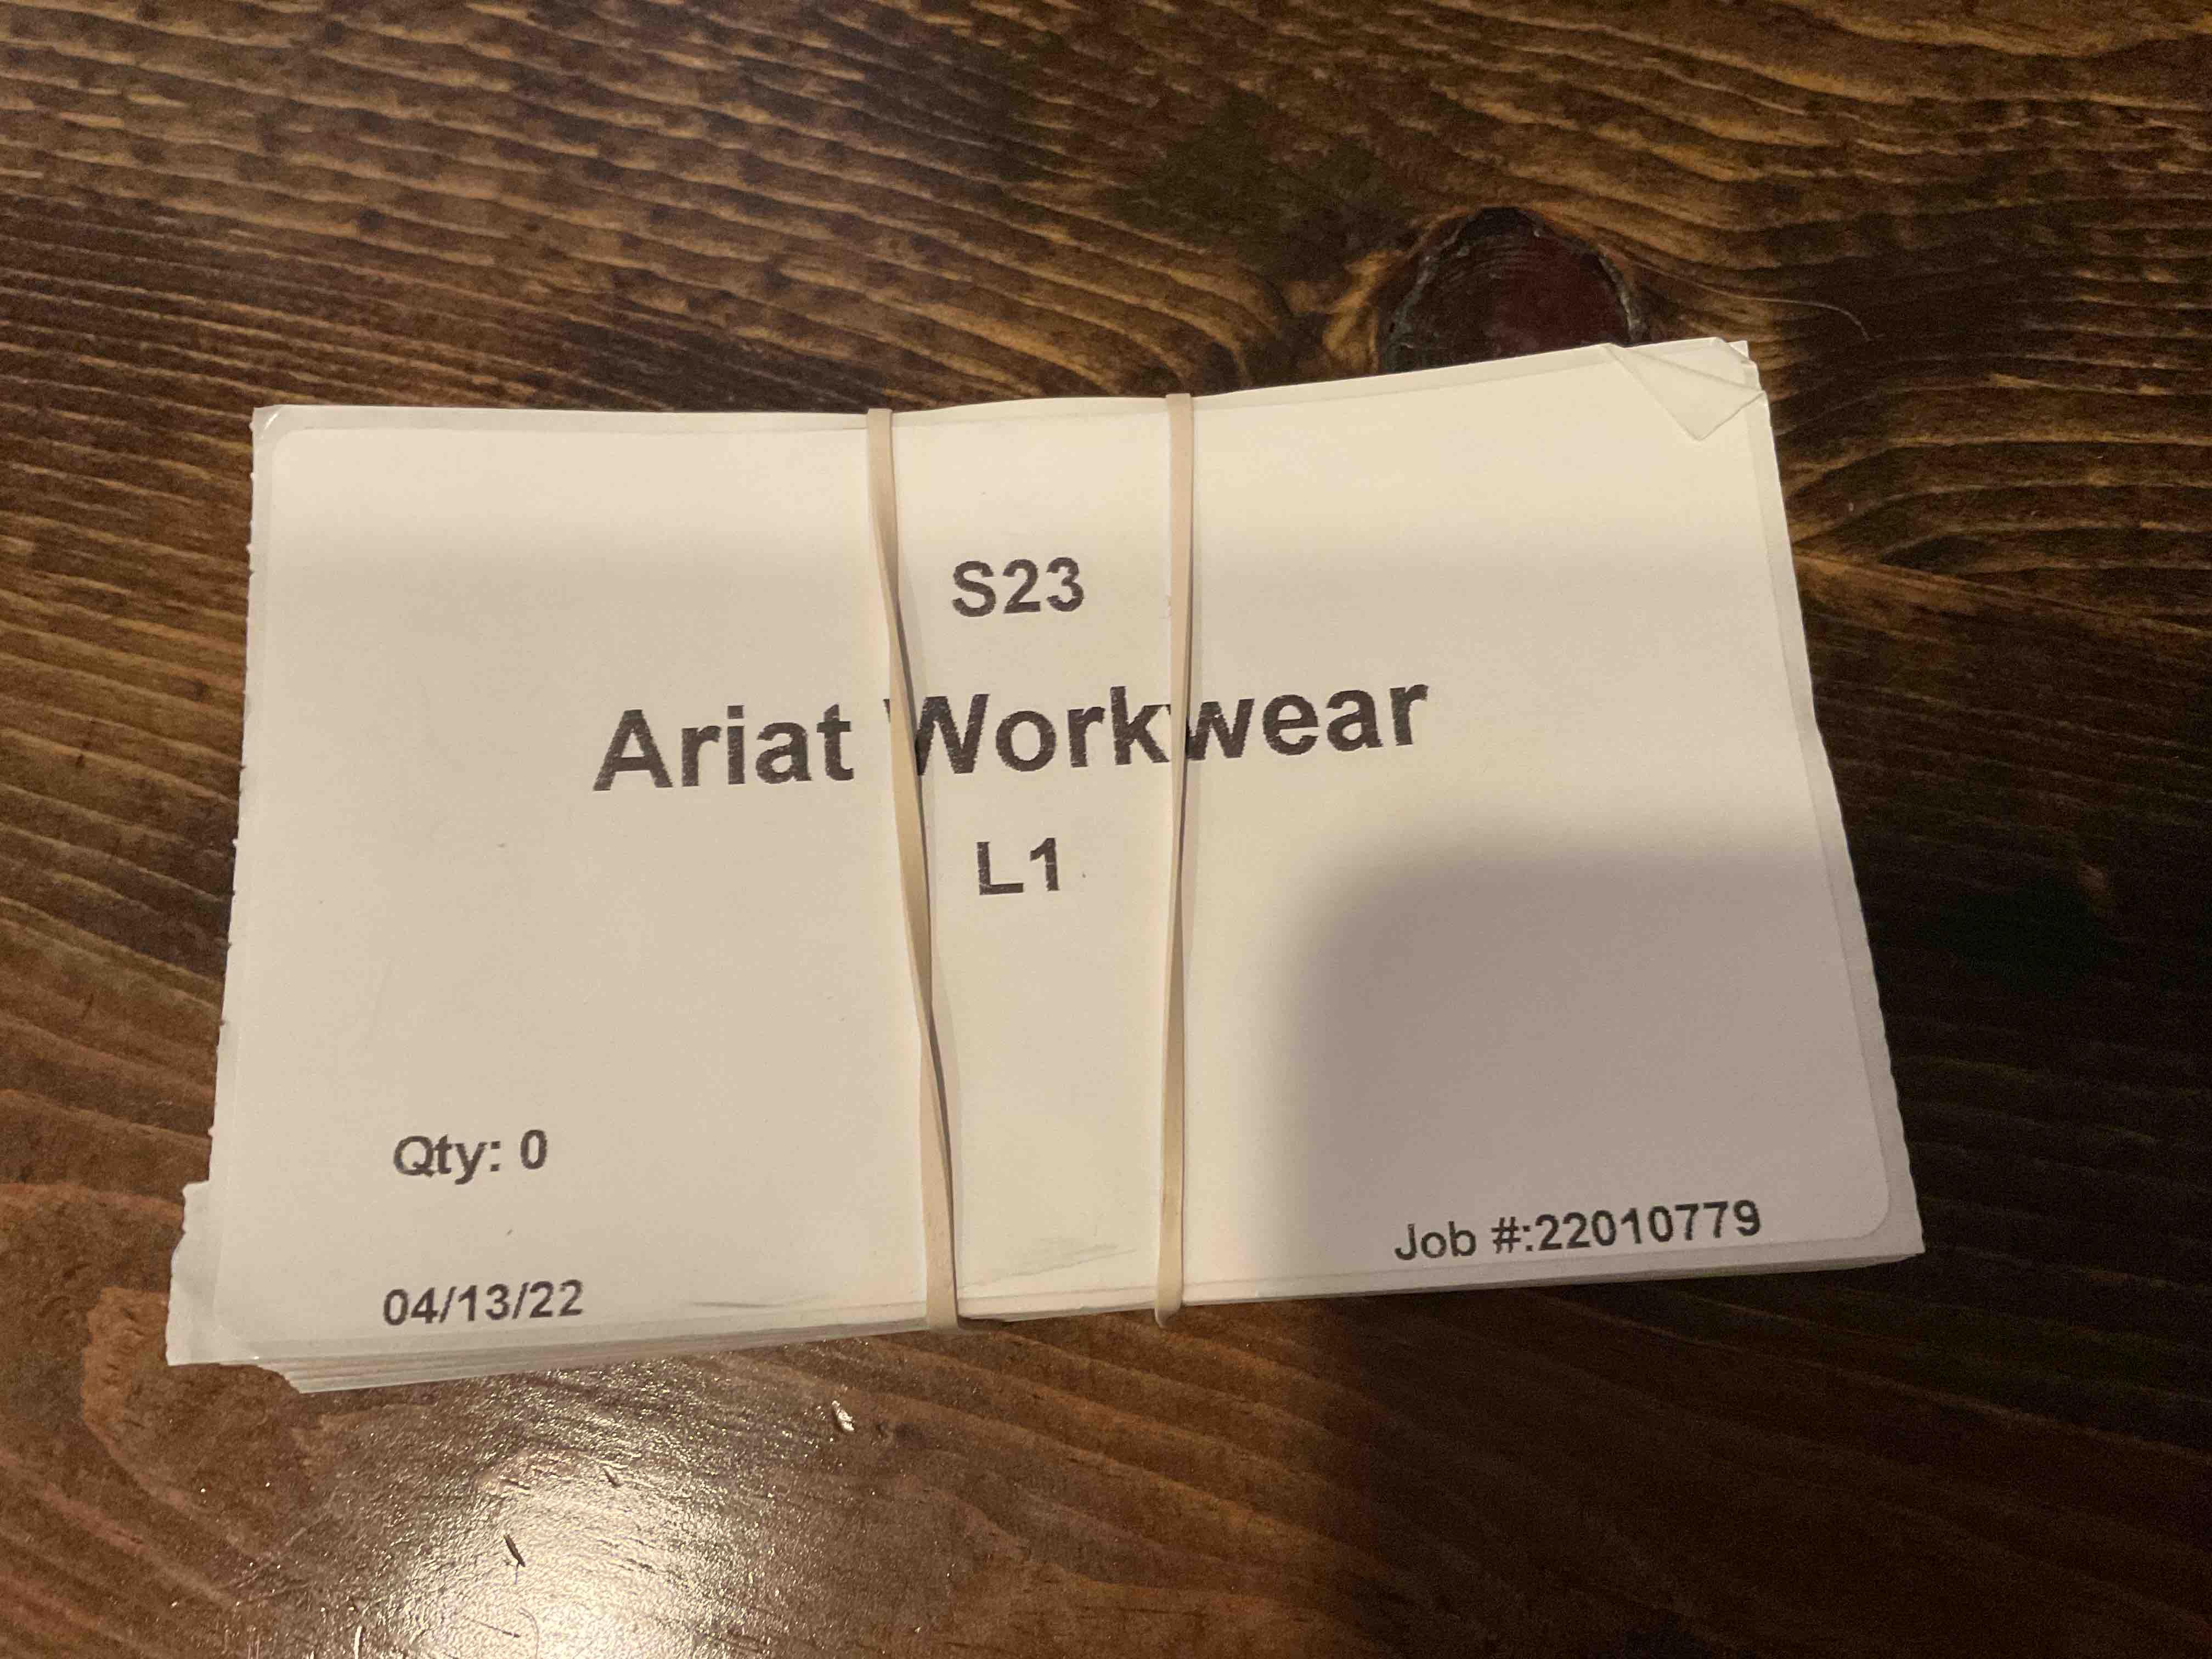 S23
Ariat Workwear
L1
Qty: 0
Job #:22010779
04/13/22